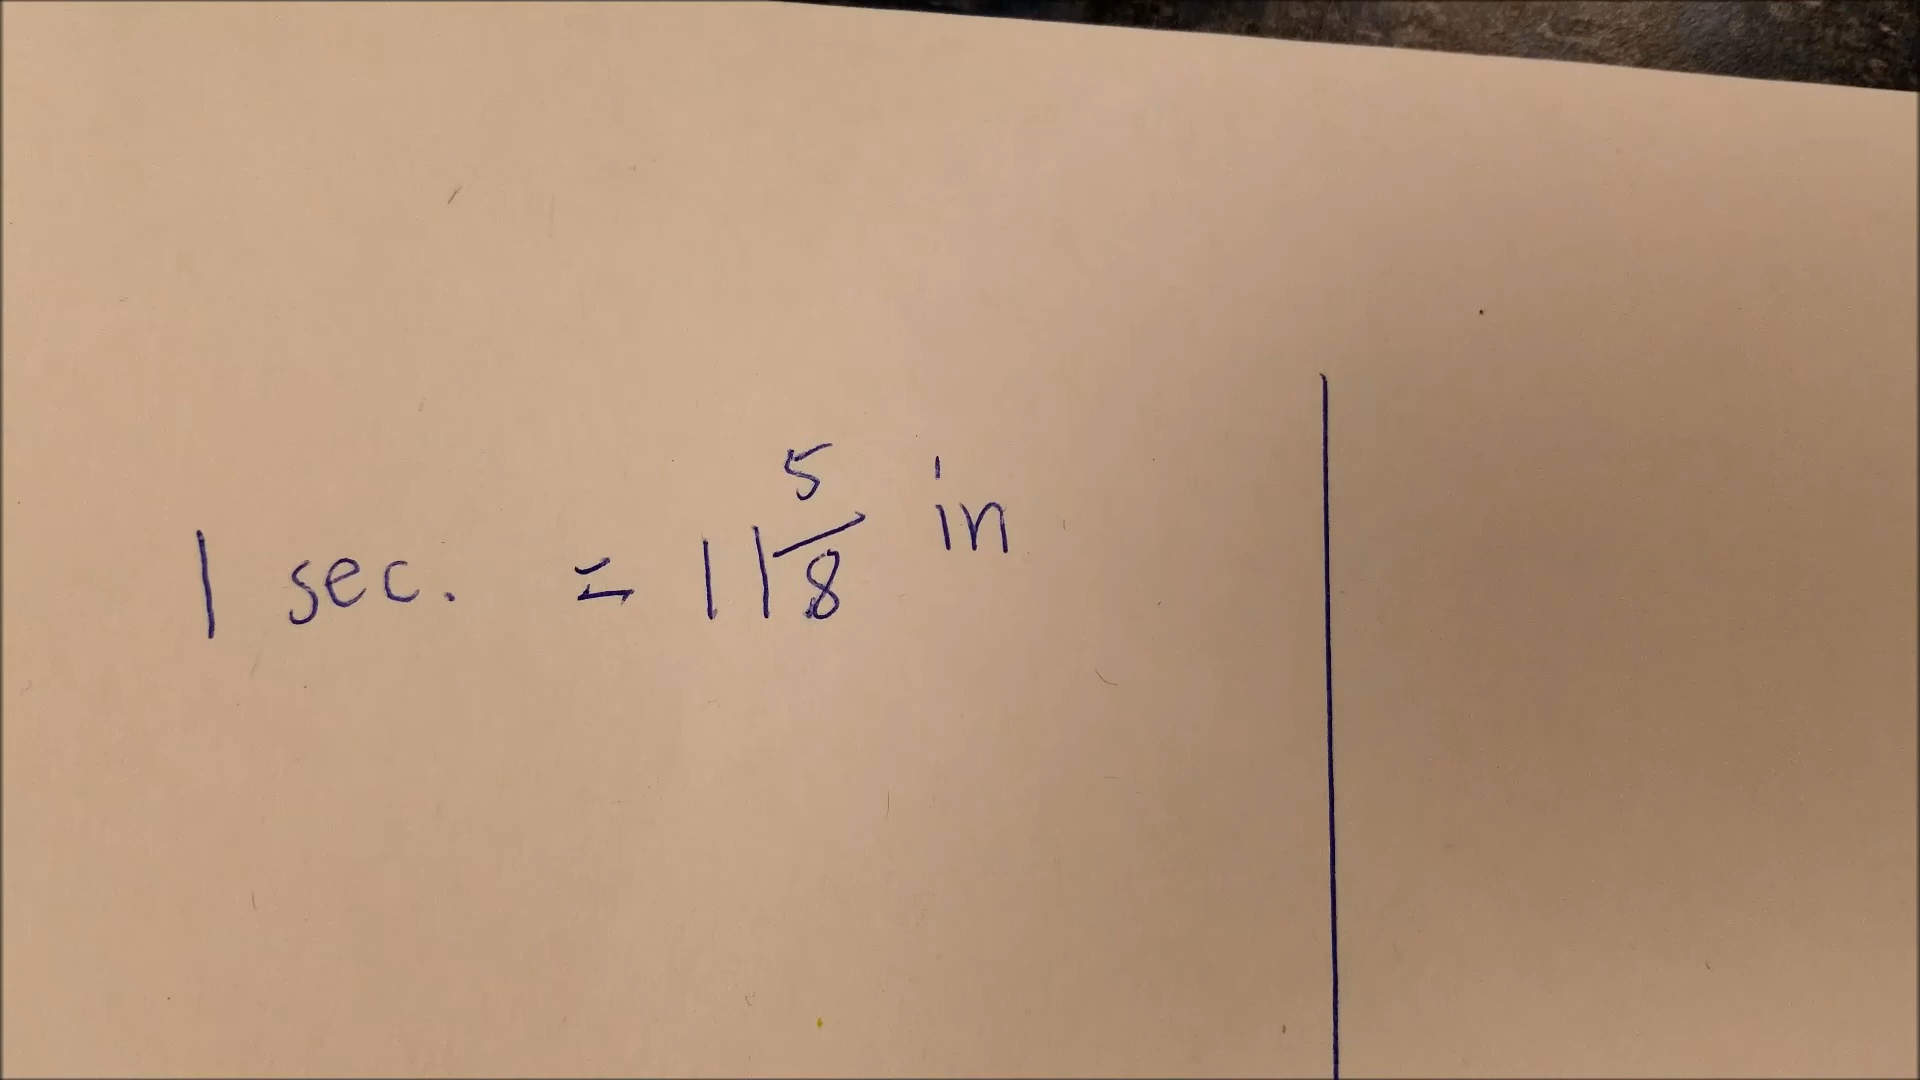 1 sec. = 11 5/8 in